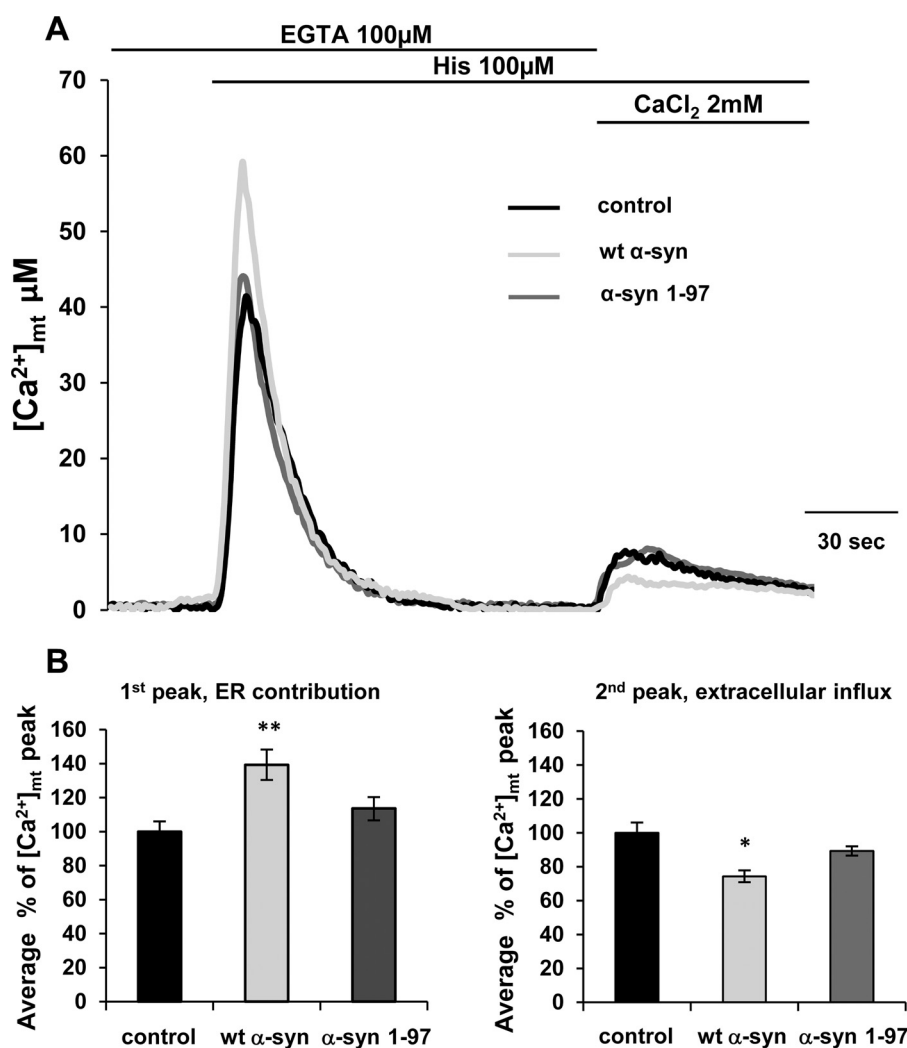 A
EGTA 100µM
His 100µM
CaCl₂ 2mM
70
60
50
40
30
20
10
0
[Ca²⁺]mt µM
control
wt α-syn
α-syn 1-97
30 sec
B
1st peak, ER contribution
Average % of [Ca²⁺]mt peak
160
140
120
100
80
60
40
20
0
**
control
wt α-syn
α-syn 1-97
2nd peak, extracellular influx
Average % of [Ca²⁺]mt peak
160
140
120
100
80
60
40
20
0
*
control
wt α-syn
α-syn 1-97